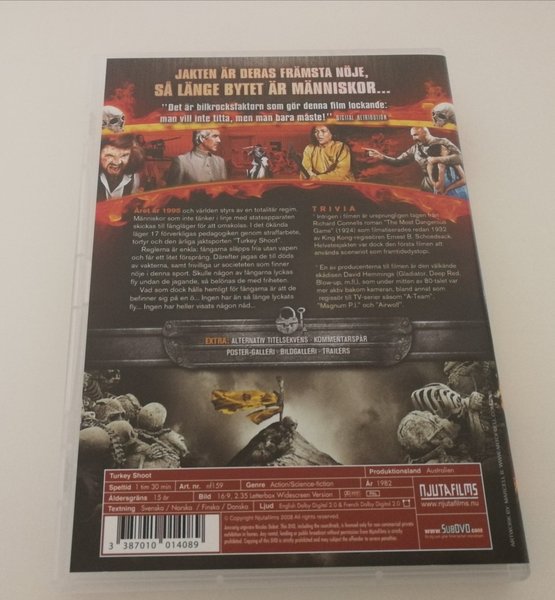 JAKTEN ÄR DERAS FRÄMSTA NÖJE,
SÅ LÄNGE BYTET ÄR MÄNNISKOR...
"Det är bilkrocksfaktorn som gör denna film lockande:
man vill inte titta, men man bara måste!" DIGITAL RETRIBUTION
Året är 1995 och världen styrs av en totalitär regim.
Människor som inte tänker i linje med statsapparaten
skickas till fångläger för att omskolas. I det ökända
läger 17 förverkligas pedagogiken genom straffarbete,
tortyr och den årliga jaktsporten "Turkey Shoot".
Reglerna är enkla: fångarna släpps fria utan vapen
och får ett litet försprång. Därefter jagas de till döds
av vakterna, samt frivilliga ur societeten som finner
nöje i denna sport. Skulle någon av fångarna lyckas
fly undan de jagande, så belönas de med friheten.
Vad som dock hålls hemligt för fångarna är att de
befinner sig på en ö... Ingen har än så länge lyckats
fly... Ingen har heller visats någon nåd...
TRIVIA
* Intrigen i filmen är ursprungligen tagen från
Richard Connells roman "The Most Dangerous
Game" (1924) som filmatiserades redan 1932
av King Kong-regissören Ernest B. Schoedsack.
Helvetesjakten var dock den första filmen att
använda scenariot som framtidsdystopi.
* En av producenterna till filmen är den välkände
skådisen David Hemmings (Gladiator, Deep Red,
Blow-up, m.fl.), som under mitten av 80-talet var
mer aktiv bakom kameran, bland annat som
regissör till TV-serier såsom "A-Team",
"Magnum P.I." och "Airwolf".
EXTRA: ALTERNATIV TITELSEKVENS · KOMMENTARSPÅR
POSTER-GALLERI · BILDGALLERI · TRAILERS
Turkey Shoot
Produktionsland Australien
Speltid 1 tim 30 min Art. nr. nf159 Genre Action/Science-fiction År 1982
Åldersgräns 15 år Bild 16:9, 2.35 Letterbox Widescreen Version PAL
Textning Svenska / Norska / Finska / Danska Ljud English Dolby Digital 2.0 & French Dolby Digital 2.0
© Copyright Njutafilms 2008 All rights reserved.
3 387010 014089
NJUTAFILMS
www.njutafilms.com
www.SubDVD.com